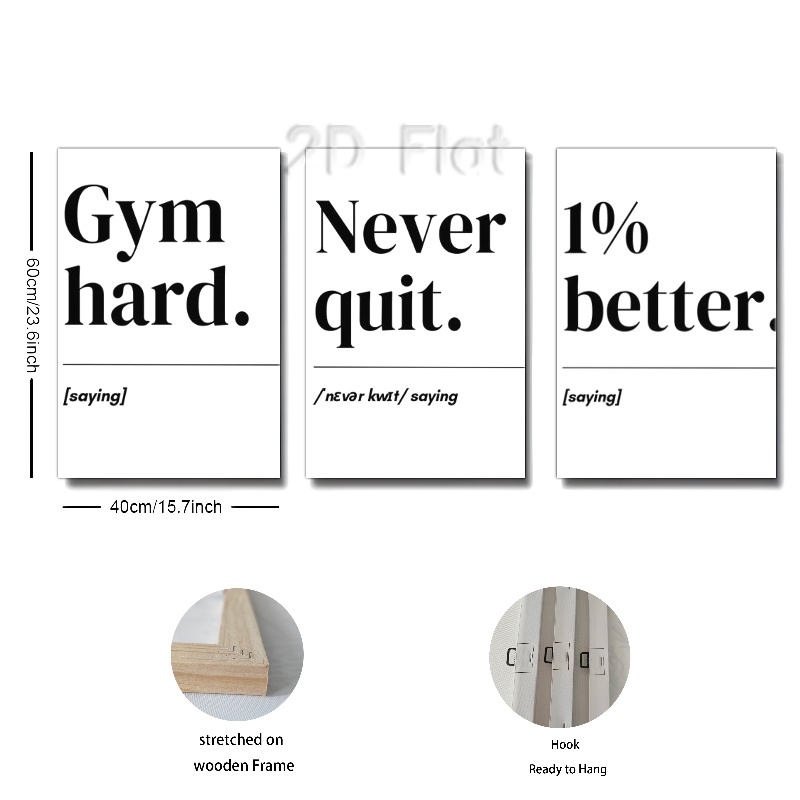 2D Flat
Gym
hard.
[saying]
Never
quit.
/ˈnɛvər kwɪt/ saying
1%
better.
[saying]
60cm/23.6inch
40cm/15.7inch
stretched on
wooden Frame
Hook
Ready to Hang